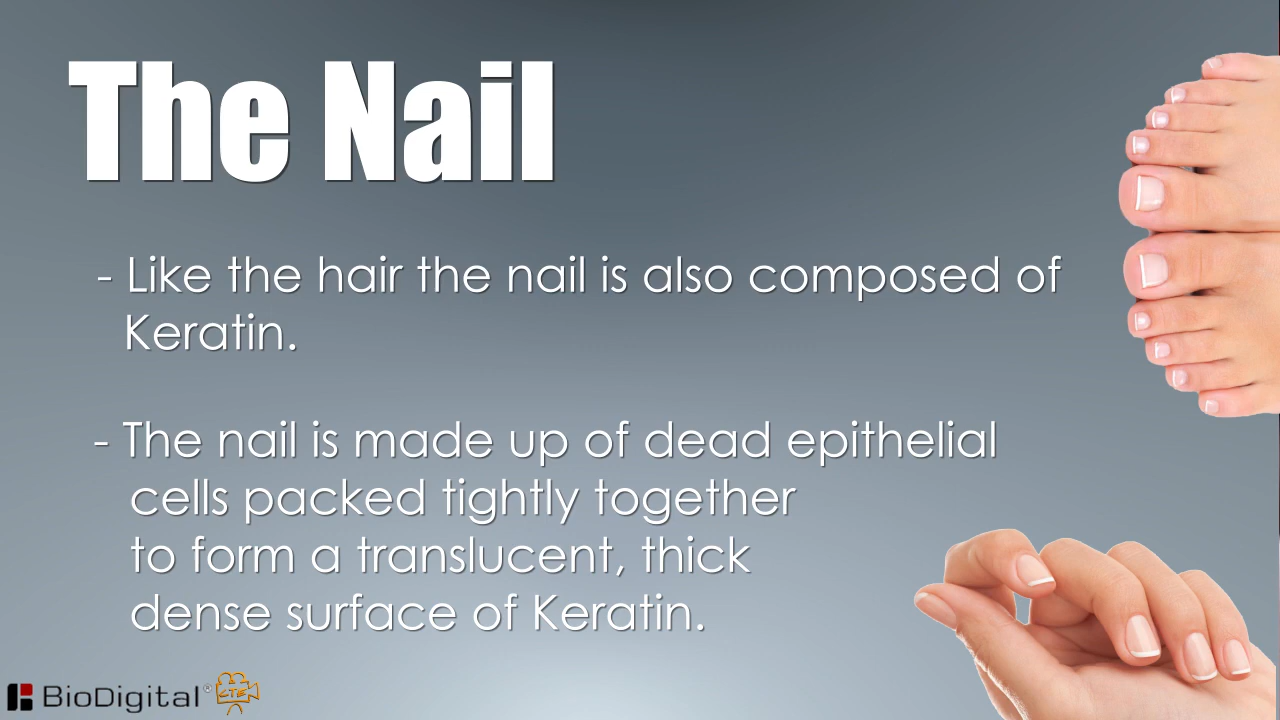 The Nail
- Like the hair the nail is also composed of
Keratin.
- The nail is made up of dead epithelial
cells packed tightly together
to form a translucent, thick
dense surface of Keratin.
BioDigital® CTE